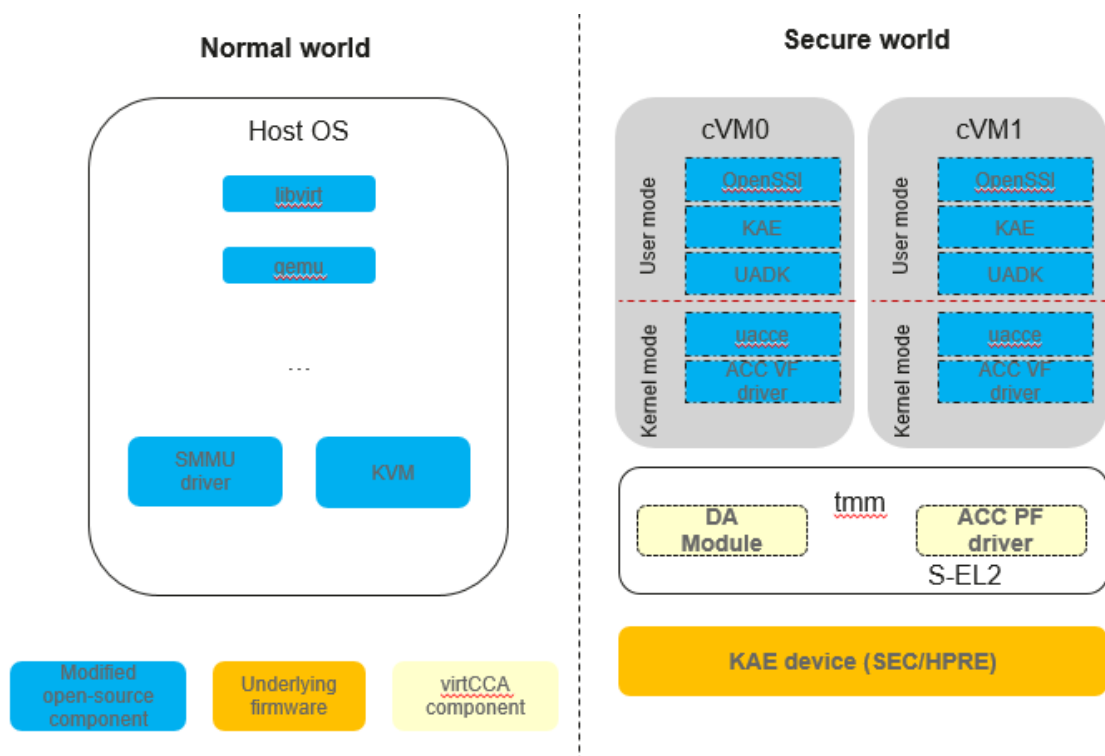 Normal world
Secure world
Host OS
libvirt
qemu
...
SMMU
driver
KVM
cVM0
User mode
OpenSSl
KAE
UADK
Kernel mode
uacce
ACC VF
driver
cVM1
User mode
OpenSSl
KAE
UADK
Kernel mode
uacce
ACC VF
driver
tmm
DA
Module
ACC PF
driver
S-EL2
KAE device (SEC/HPRE)
Modified
open-source
component
Underlying
firmware
virtCCA
component